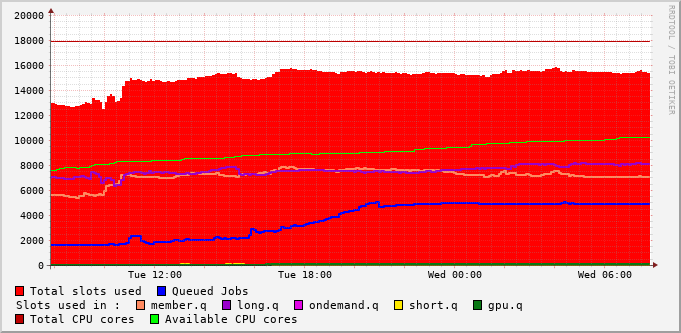 RRDTOOL / TOBI OETIKER
20000
18000
16000
14000
12000
10000
8000
6000
4000
2000
0
Tue 12:00 Tue 18:00 Wed 00:00 Wed 06:00
Total slots used Queued Jobs
Slots used in : member.q long.q ondemand.q short.q gpu.q
Total CPU cores Available CPU cores